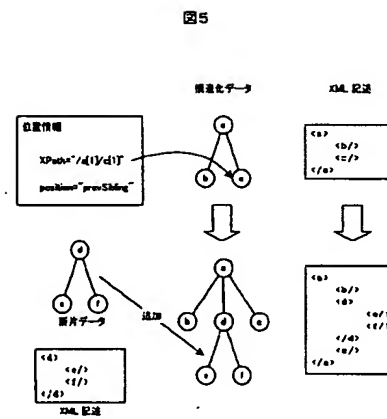 図5
構造化データ
XML 記述
位置情報
XPath="/a[1]/c[1]"
position="prevSibling"
a
b
c
<a>
<b/>
<c/>
</a>
d
e
f
断片データ
追加
<d>
<e/>
<f/>
</d>
XML 記述
a
b
d
c
e
f
<a>
<b/>
<d>
<e/
<f/
</d>
</a>